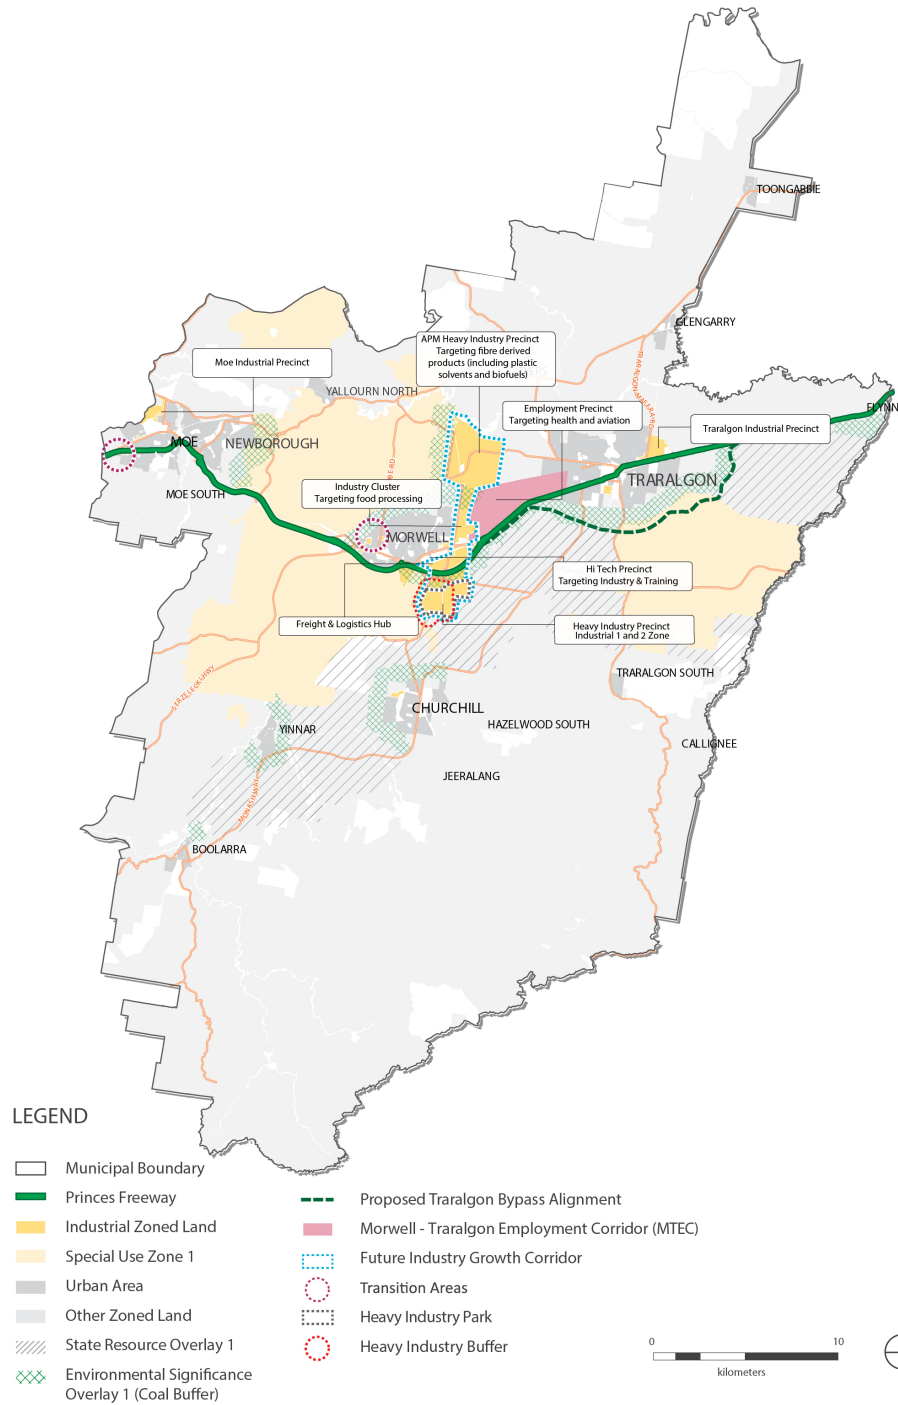 TOONGABBIE
GLENGARRY
TRARALGON
APM Heavy Industry Precinct
Targeting fibre derived
products (including plastic
solvents and biofuels)
Moe Industrial Precinct
YALLOURN NORTH
Employment Precinct
Targeting health and aviation
FLYNN
Traralgon Industrial Precinct
MOE
NEWBOROUGH
TRARALGON
Industry Cluster
Targeting food processing
MOE SOUTH
MORWELL
Hi Tech Precinct
Targeting Industry & Training
Freight & Logistics Hub
Heavy Industry Precinct
Industrial 1 and 2 Zone
TRARALGON SOUTH
STRZELECKI HWY
CHURCHILL
HAZELWOOD SOUTH
YINNAR
CALLIGNEE
JEERALANG
MONASH WAY
BOOLARRA
LEGEND
Municipal Boundary
Princes Freeway
Industrial Zoned Land
Special Use Zone 1
Urban Area
Other Zoned Land
State Resource Overlay 1
Environmental Significance
Overlay 1 (Coal Buffer)
Proposed Traralgon Bypass Alignment
Morwell - Traralgon Employment Corridor (MTEC)
Future Industry Growth Corridor
Transition Areas
Heavy Industry Park
Heavy Industry Buffer
0
10
kilometers